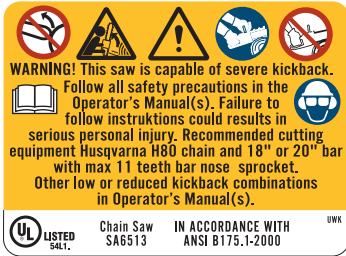 WARNING! This saw is capable of severe kickback.
Follow all safety precautions in the
Operator's Manual(s). Failure to
follow instruktions could results in
serious personal injury. Recommended cutting
equipment Husqvarna H80 chain and 18" or 20" bar
with max 11 teeth bar nose sprocket.
Other low or reduced kickback combinations
in Operator's Manual(s).
UL LISTED
54L1.
Chain Saw
SA6513
IN ACCORDANCE WITH
ANSI B175.1-2000
UWK